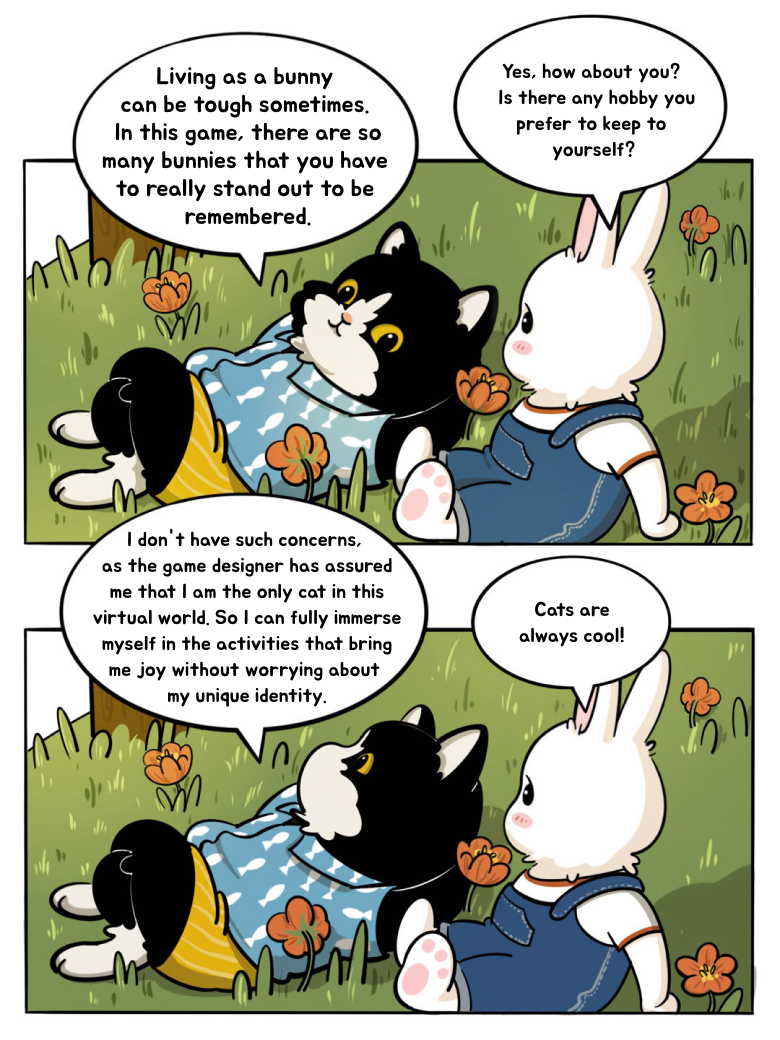 Living as a bunny
can be tough sometimes.
In this game, there are so
many bunnies that you have
to really stand out to be
remembered.
Yes, how about you?
Is there any hobby you
prefer to keep to
yourself?
I don't have such concerns,
as the game designer has assured
me that I am the only cat in this
virtual world. So I can fully immerse
myself in the activities that bring
me joy without worrying about
my unique identity.
Cats are
always cool!